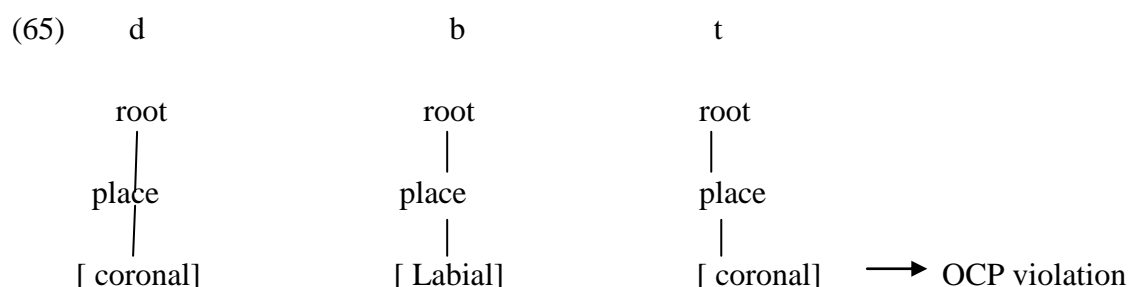 (65) d b t
root root root
place place place
[ coronal] [ Labial] [ coronal] OCP violation